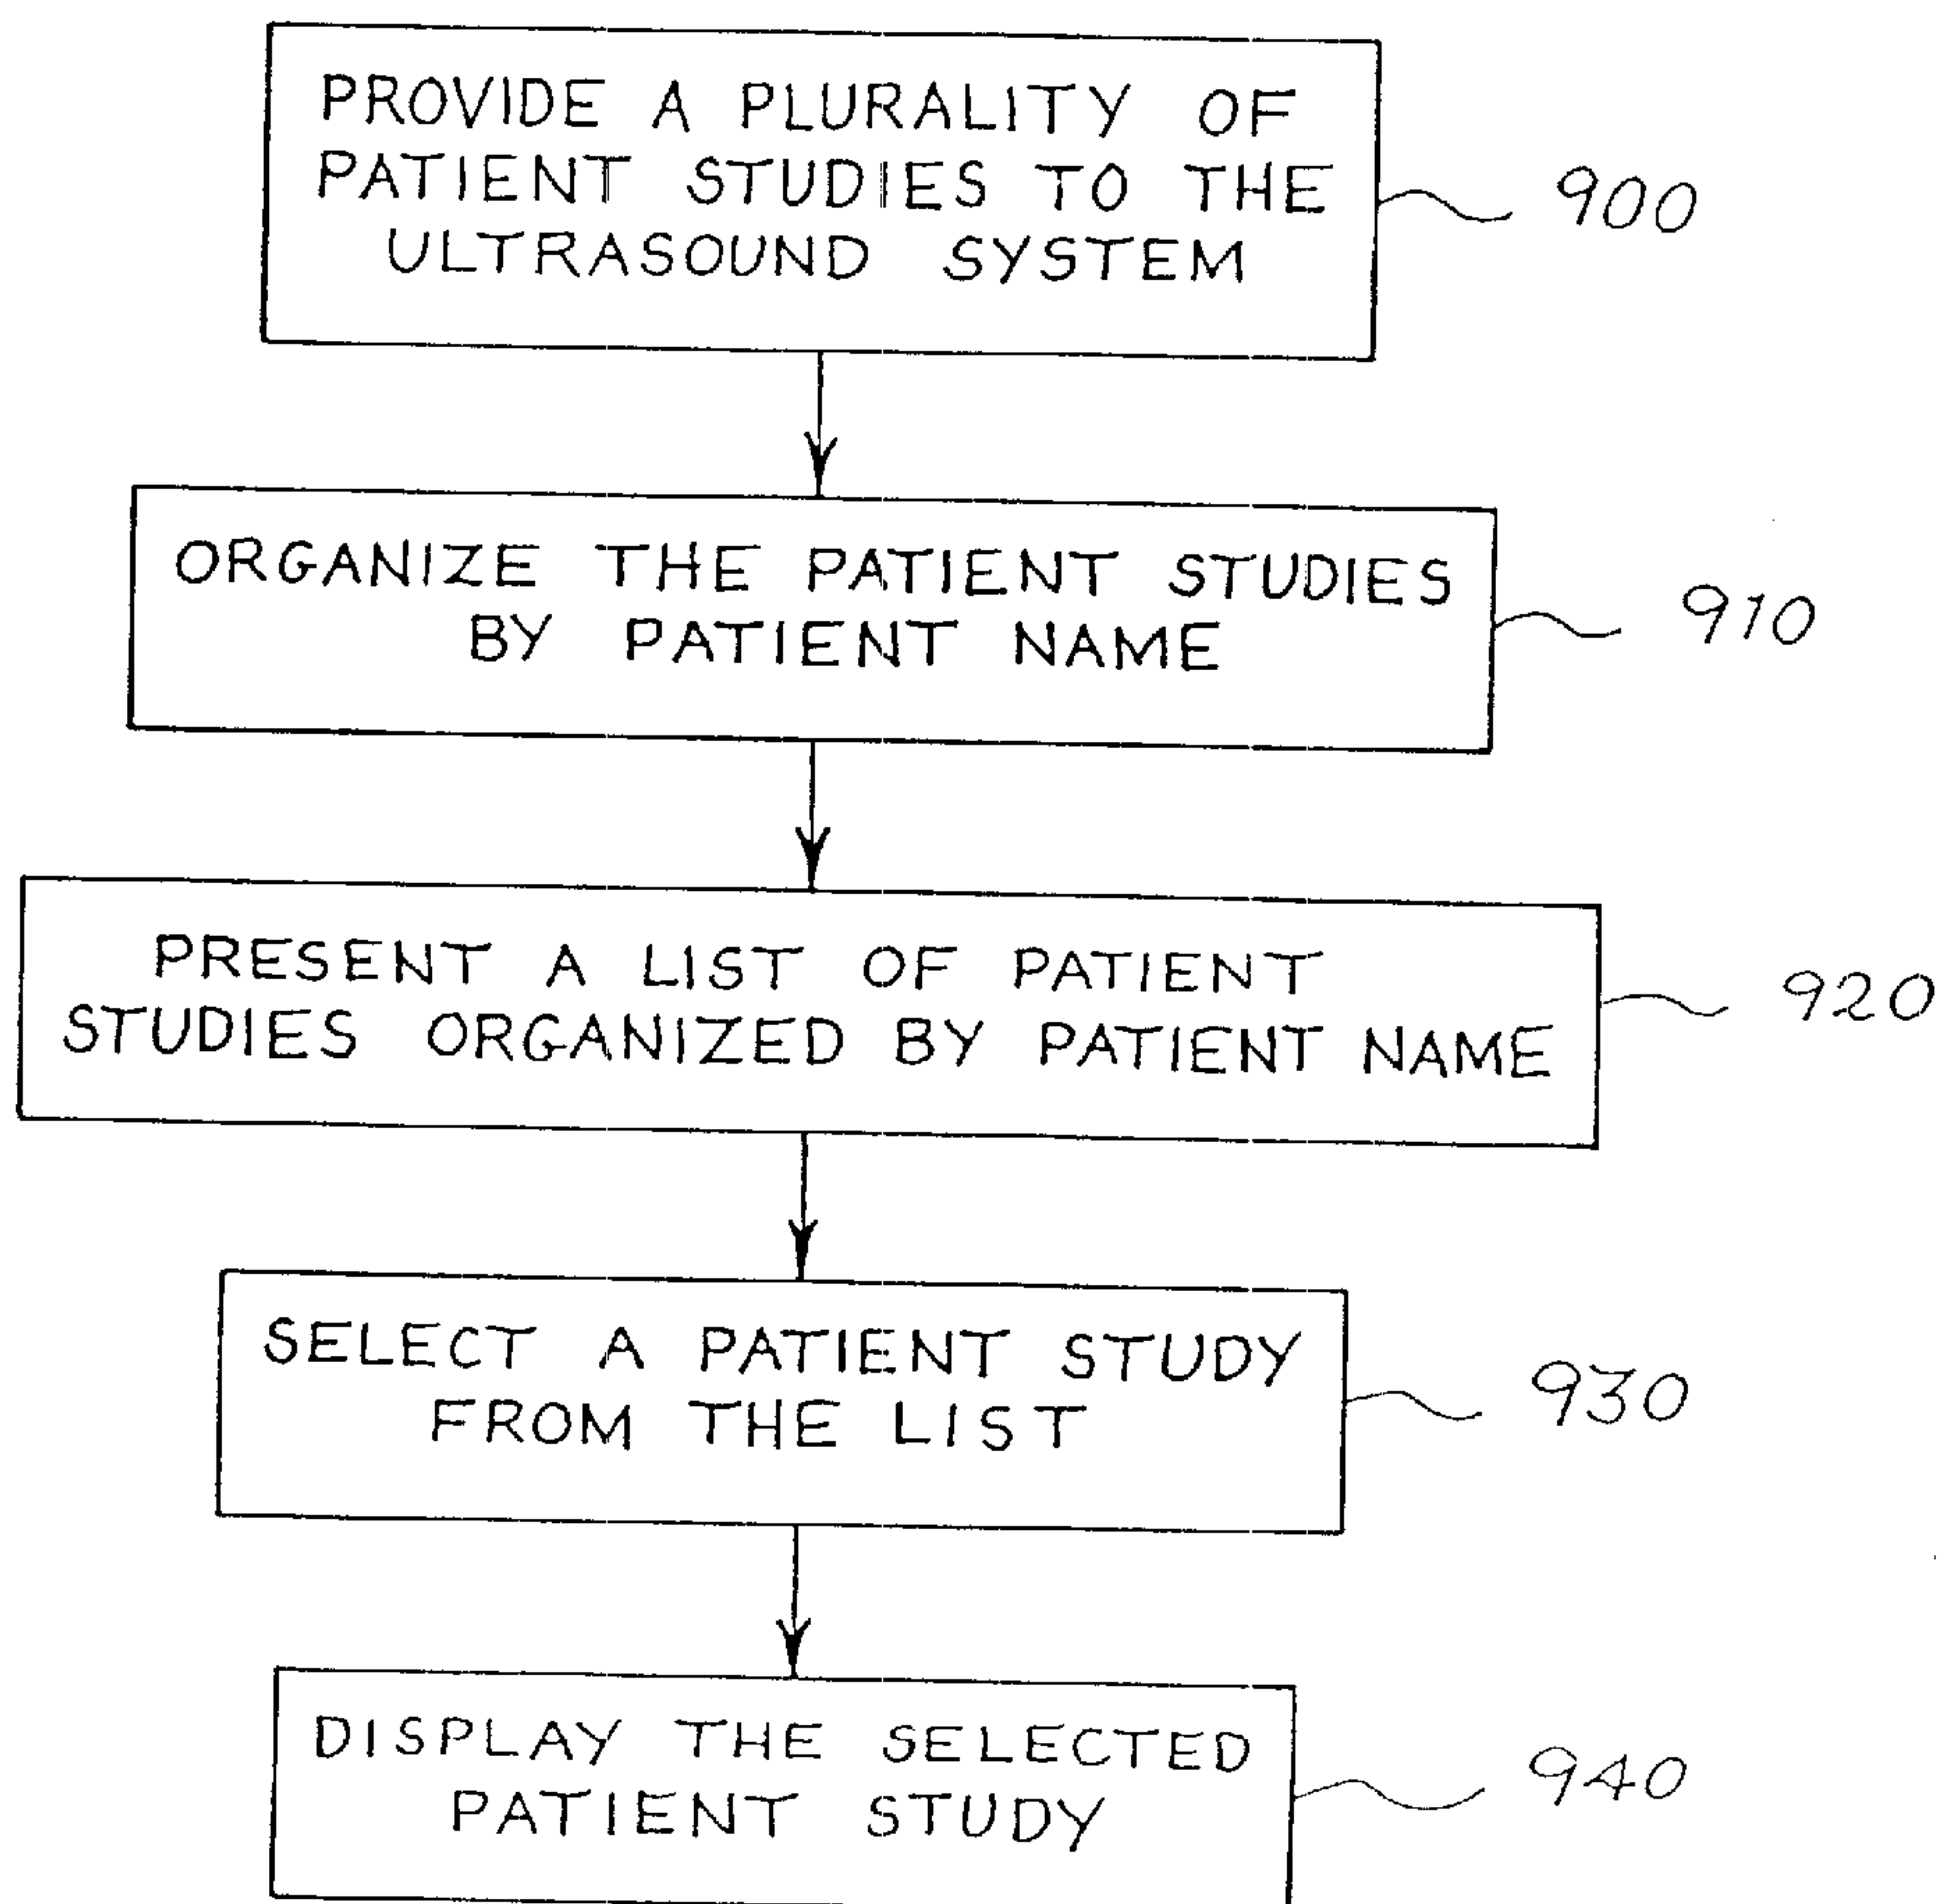 PROVIDE A PLURALITY OF
PATIENT STUDIES TO THE
ULTRASOUND SYSTEM
900
ORGANIZE THE PATIENT STUDIES
BY PATIENT NAME
910
PRESENT A LIST OF PATIENT
STUDIES ORGANIZED BY PATIENT NAME
920
SELECT A PATIENT STUDY
FROM THE LIST
930
DISPLAY THE SELECTED
PATIENT STUDY
940